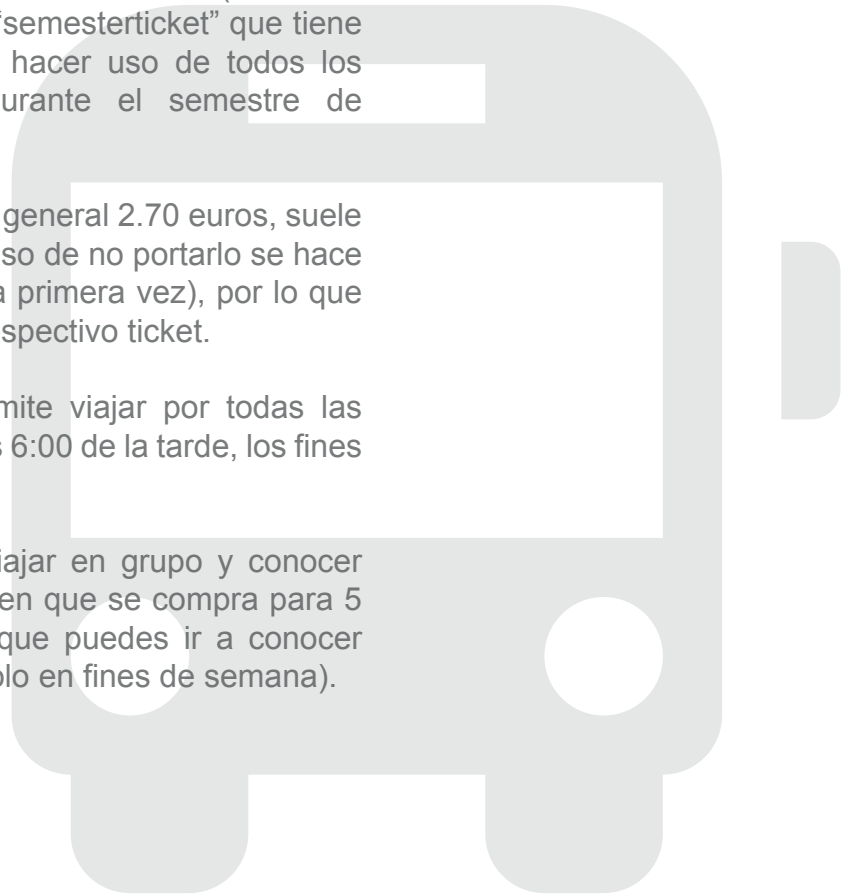 “semesterticket” que tiene
hacer uso de todos los
urante el semestre de
general 2.70 euros, suele
so de no portarlo se hace
a primera vez), por lo que
spectivo ticket.
mite viajar por todas las
s 6:00 de la tarde, los fines
iajar en grupo y conocer
en que se compra para 5
que puedes ir a conocer
olo en fines de semana).